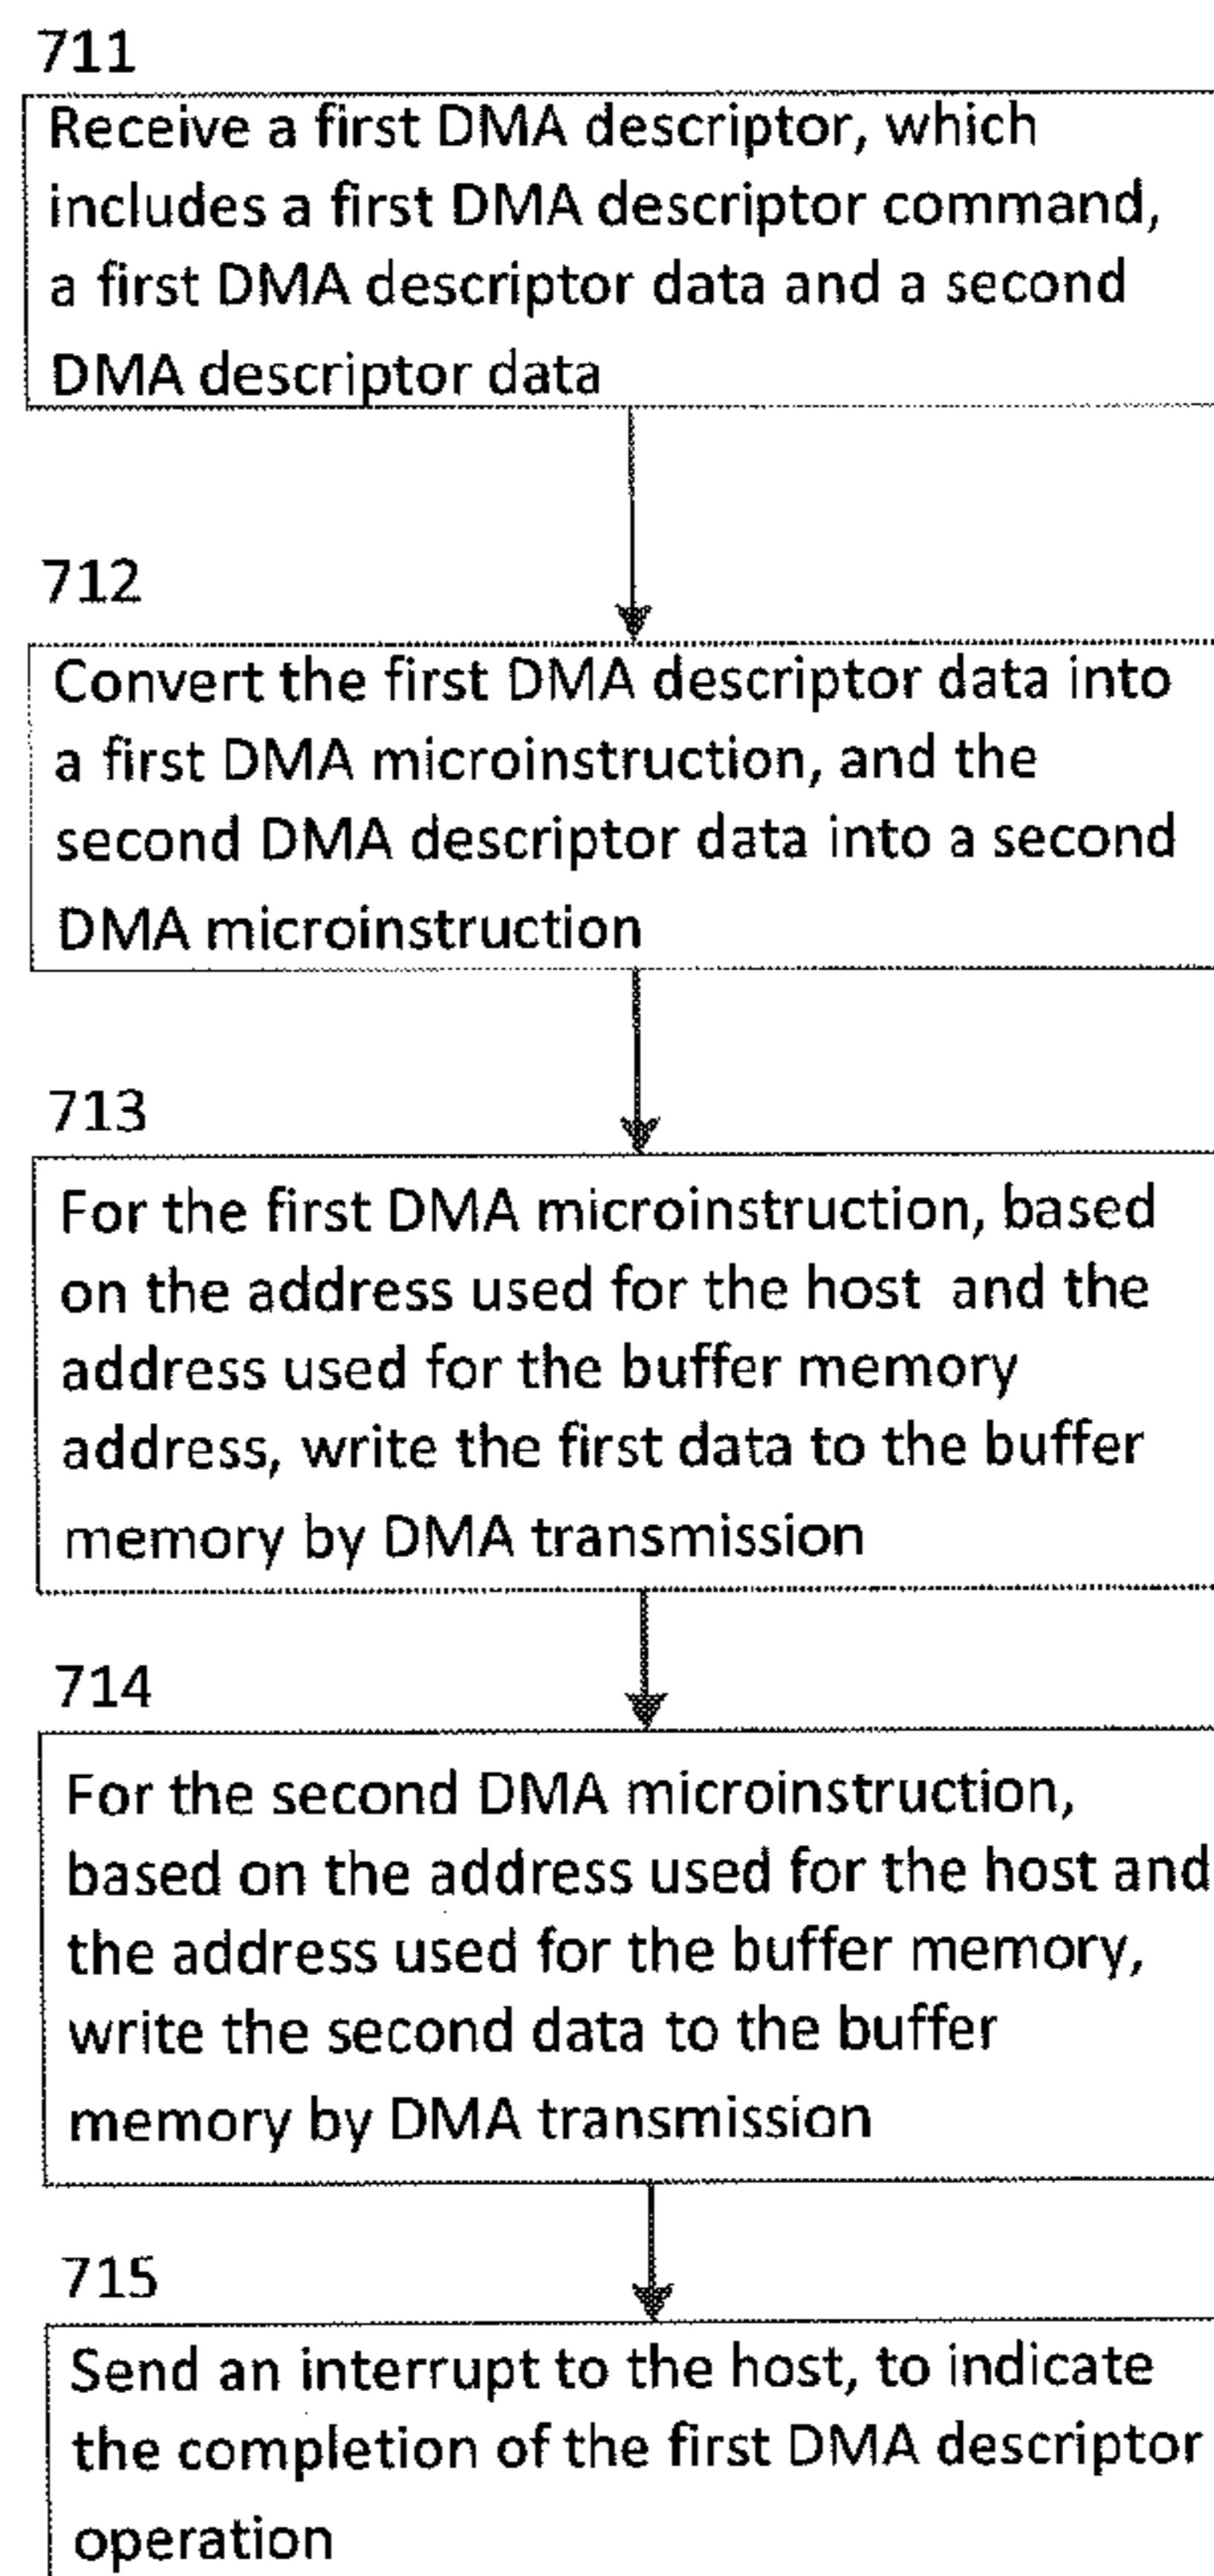 711
Receive a first DMA descriptor, which
includes a first DMA descriptor command,
a first DMA descriptor data and a second
DMA descriptor data
712
Convert the first DMA descriptor data into
a first DMA microinstruction, and the
second DMA descriptor data into a second
DMA microinstruction
713
For the first DMA microinstruction, based
on the address used for the host and the
address used for the buffer memory
address, write the first data to the buffer
memory by DMA transmission
714
For the second DMA microinstruction,
based on the address used for the host and
the address used for the buffer memory,
write the second data to the buffer
memory by DMA transmission
715
Send an interrupt to the host, to indicate
the completion of the first DMA descriptor
operation